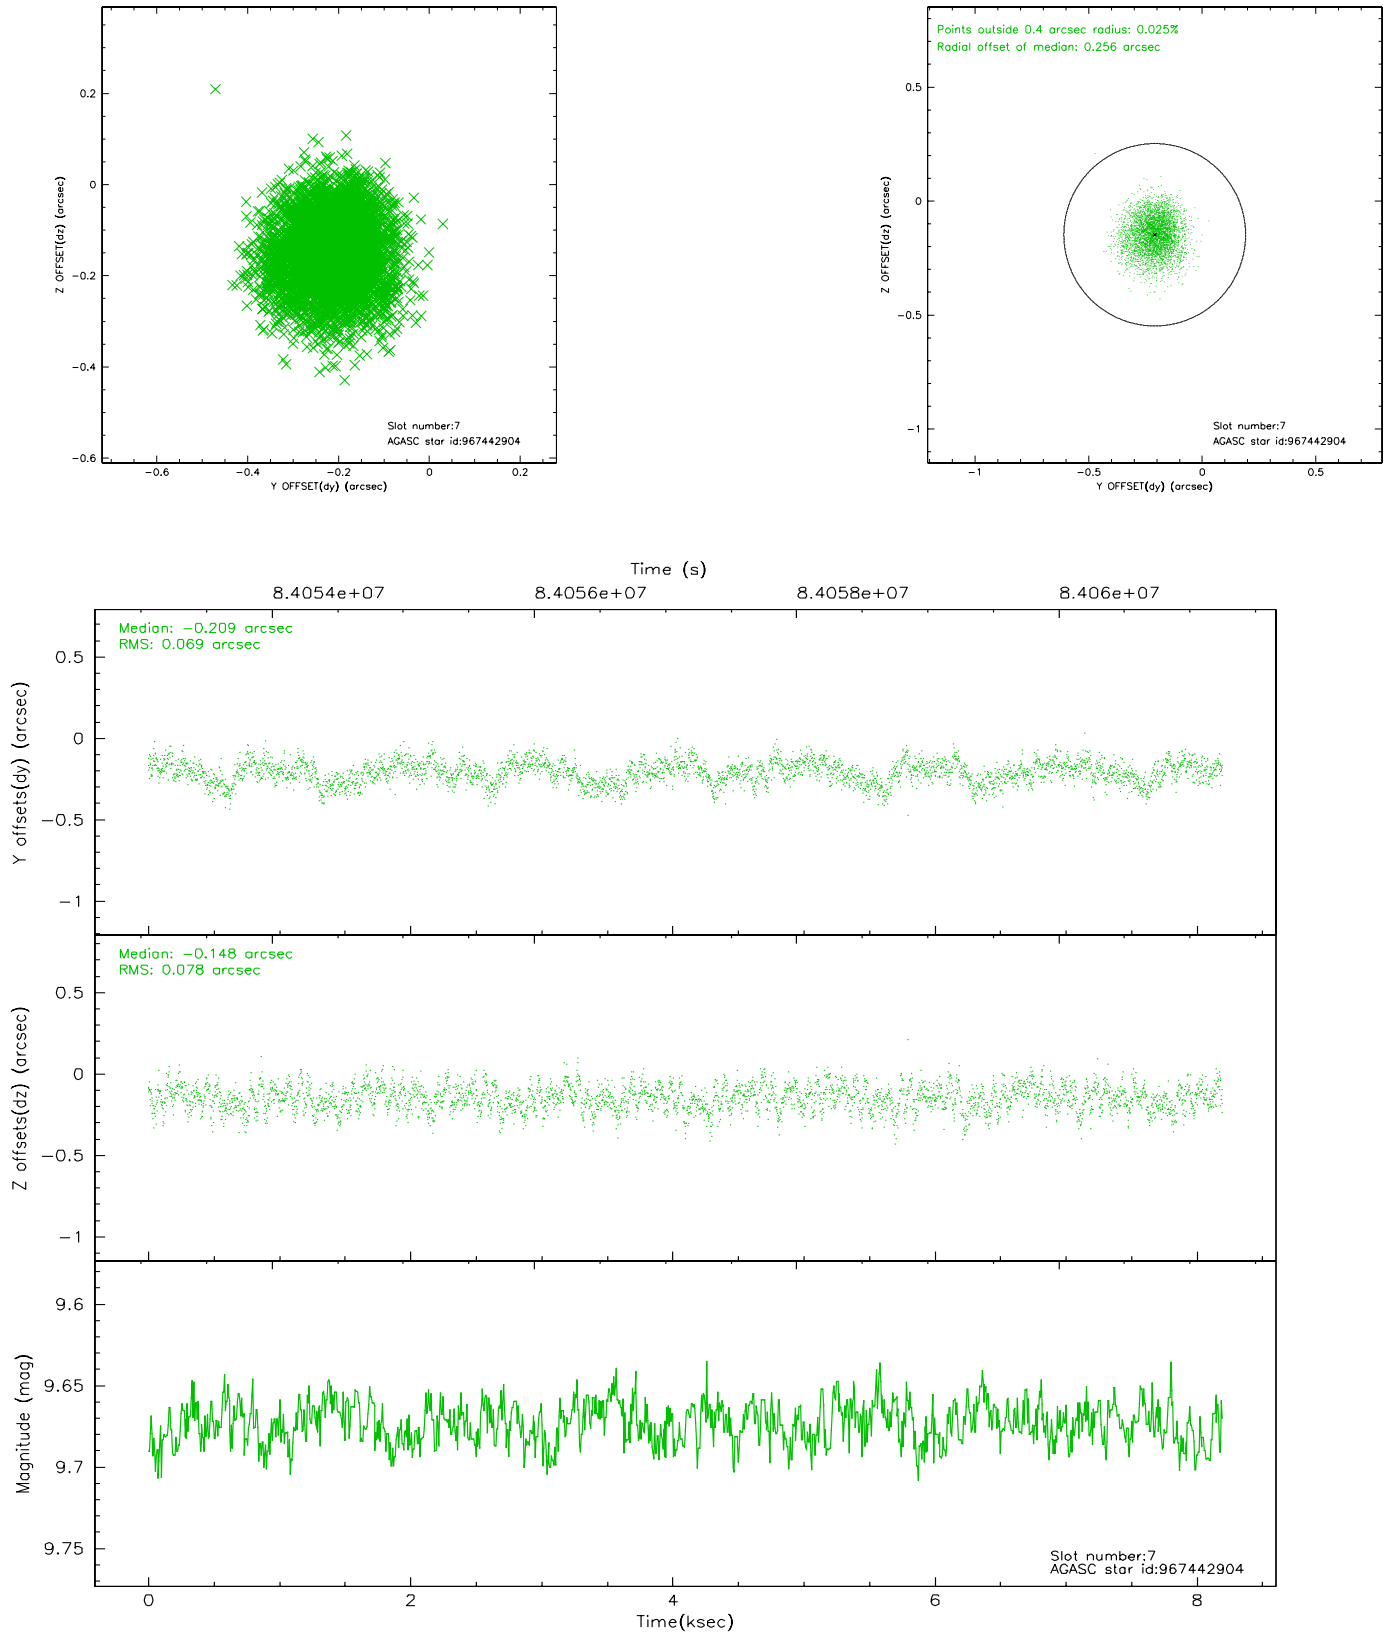 0.2
0
-0.2
-0.4
-0.6
Z OFFSET(dz) (arcsec)
-0.6 -0.4 -0.2 0 0.2
Y OFFSET(dy) (arcsec)
Slot number:7
AGASC star id:967442904
Points outside 0.4 arcsec radius: 0.025%
Radial offset of median: 0.256 arcsec
0.5
0
-0.5
-1
Z OFFSET(dz) (arcsec)
-1 -0.5 0 0.5
Y OFFSET(dy) (arcsec)
Slot number:7
AGASC star id:967442904
Time (s)
8.4054e+07 8.4056e+07 8.4058e+07 8.406e+07
Median: -0.209 arcsec
RMS: 0.069 arcsec
0.5
0
-0.5
-1
Y offsets(dy) (arcsec)
Median: -0.148 arcsec
RMS: 0.078 arcsec
0.5
0
-0.5
-1
Z offsets(dz) (arcsec)
9.6
9.65
9.7
9.75
Magnitude (mag)
Slot number:7
AGASC star id:967442904
0 2 4 6 8
Time(ksec)